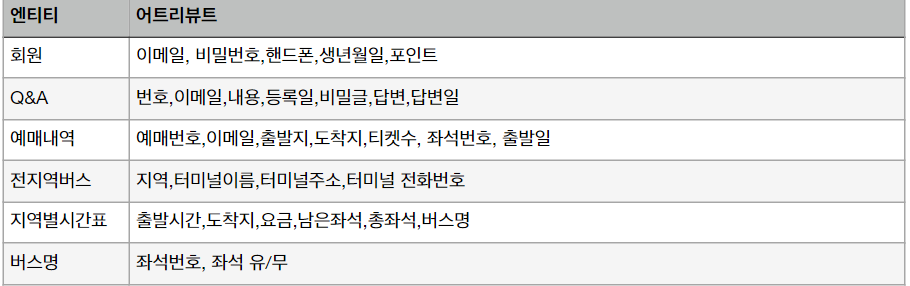 엔티티 어트리뷰트
회원 이메일, 비밀번호,핸드폰,생년월일,포인트
Q&A 번호,이메일,내용,등록일,비밀글,답변,답변일
예매내역 예매번호,이메일,출발지,도착지,티켓수, 좌석번호, 출발일
전지역버스 지역,터미널이름,터미널주소,터미널 전화번호
지역별시간표 출발시간,도착지,요금,남은좌석,총좌석,버스명
버스명 좌석번호, 좌석 유/무